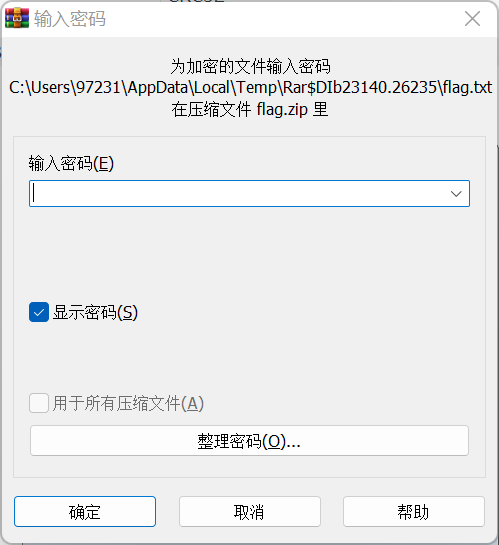 输入密码
为加密的文件输入密码
C:\Users\97231\AppData\Local\Temp\Rar$DIb23140.26235\flag.txt
在压缩文件 flag.zip 里
输入密码(E)
显示密码(S)
用于所有压缩文件(A)
整理密码(O)...
确定
取消
帮助